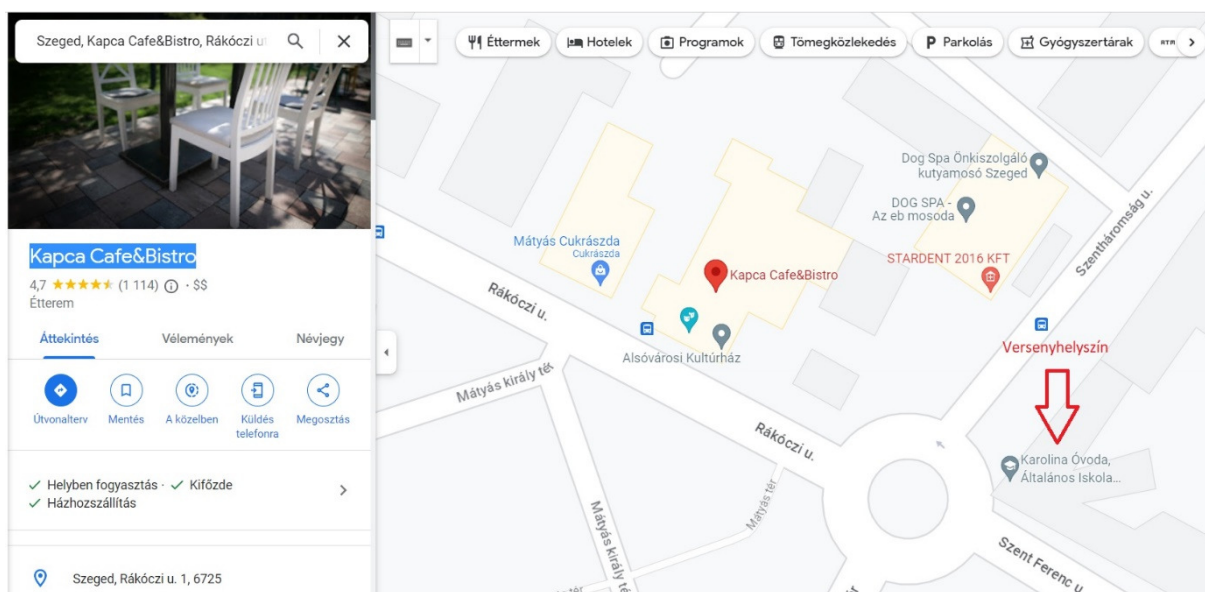 Szeged, Kapca Cafe&Bistro, Rákóczi u
Éttermek
Hotelek
Programok
Tömegközlekedés
P Parkolás
Gyógyszertárak
ATM
Kapca Cafe&Bistro
4,7 (1 114) · $$
Étterem
Áttekintés
Vélemények
Névjegy
Útvonalterv
Mentés
A közelben
Küldés
telefonra
Megosztás
Helyben fogyasztás · Kifőzde
Házhozszállítás
Szeged, Rákóczi u. 1, 6725
Dog Spa Önkiszolgáló
kutyamosó Szeged
DOG SPA -
Az eb mosoda
Szentháromság u.
Mátyás Cukrászda
Cukrászda
STARDENT 2016 KFT
Kapca Cafe&Bistro
Rákóczi u.
Alsóvárosi Kultúrház
Versenyhelyszín
Mátyás király tér
Rákóczi u.
Karolina Óvoda,
Általános Iskola...
Mátyás tér
Mátyás király tér
Szent Ferenc u.